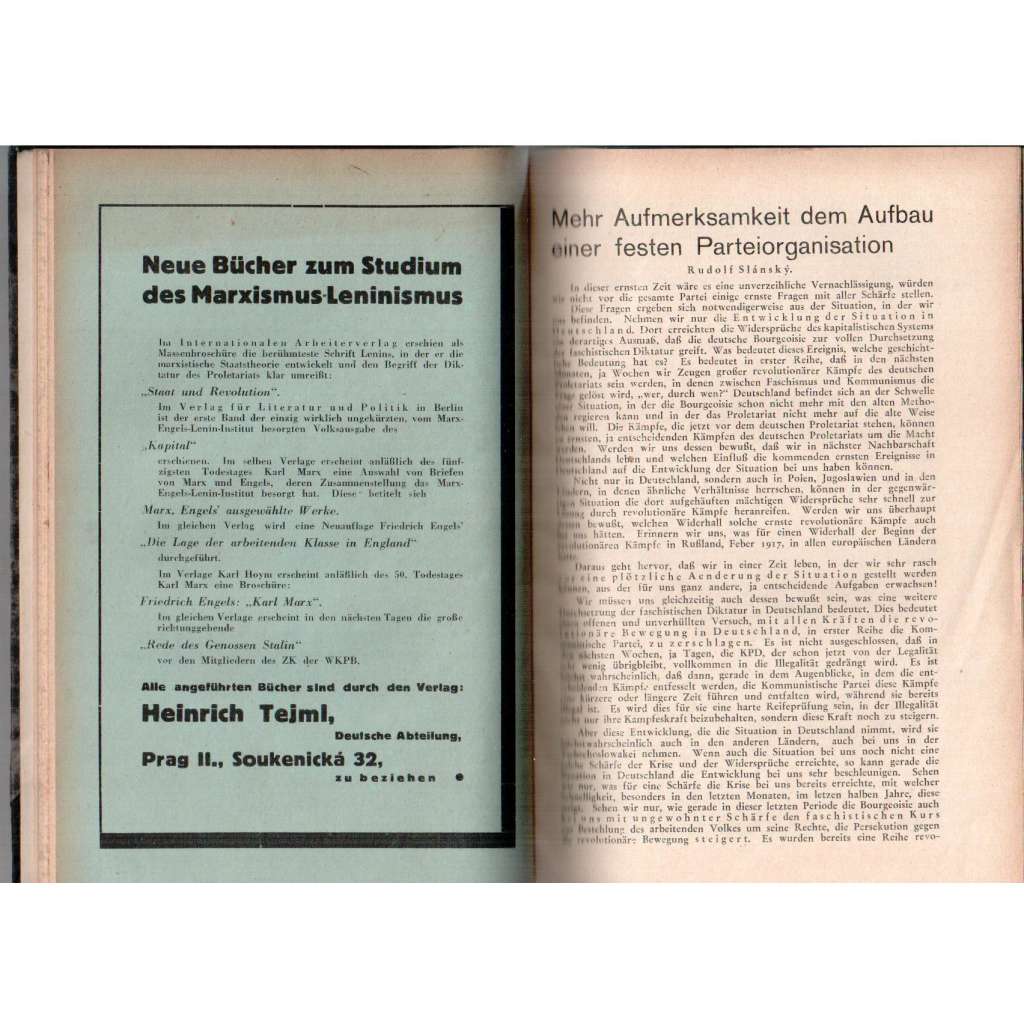 Neue Bücher zum Studium
des Marxismus-Leninismus
Im Internationalen Arbeiterverlag erschien als
Massenbroschüre die berühmteste Schrift Lenins, in der er die
marxistische Staatstheorie entwickelt und den Begriff der Dik-
tatur des Proletariats klar umreißt:
„Staat und Revolution".
Im Verlag für Literatur und Politik in Berlin
ist der erste Band der einzig wirklich ungekürzten, vom Marx-
Engels-Lenin-Institut besorgten Volksausgabe des
„Kapital"
erschienen. Im selben Verlage erscheint anläßlich des fünf-
zigsten Todestages Karl Marx eine Auswahl von Briefen
von Marx und Engels, deren Zusammenstellung das Marx-
Engels-Lenin-Institut besorgt hat. Diese betitelt sich
Marx, Engels' ausgewählte Werke.
Im gleichen Verlag wird eine Neuauflage Friedrich Engels'
„Die Lage der arbeitenden Klasse in England"
durchgeführt.
Im Verlage Karl Hoym erscheint anläßlich des 50. Todestages
Karl Marx eine Broschüre:
Friedrich Engels: „Karl Marx".
Im gleichen Verlage erscheint in den nächsten Tagen die große
richtunggebende
„Rede des Genossen Stalin"
vor den Mitgliedern des ZK der WKPB.
Alle angeführten Bücher sind durch den Verlag:
Heinrich Tejml,
Deutsche Abteilung,
Prag II., Soukenická 32,
zu beziehen
Mehr Aufmerksamkeit dem Aufbau
einer festen Parteiorganisation
Rudolf Slánský.
In dieser ernsten Zeit wäre es eine unverzeihliche Vernachlässigung, würden
wir nicht vor die gesamte Partei einige ernste Fragen mit aller Schärfe stellen.
Diese Fragen ergeben sich notwendigerweise aus der Situation, in der wir
uns befinden. Nehmen wir nur die Entwicklung der Situation in
Deutschland. Dort erreichten die Widersprüche des kapitalistischen Systems
derartiges Ausmaß, daß die deutsche Bourgeoisie zur vollen Durchsetzung
der faschistischen Diktatur greift. Was bedeutet dieses Ereignis, welche geschicht-
Bedeutung hat es? Es bedeutet in erster Reihe, daß in den nächsten
Monaten, ja Wochen wir Zeugen großer revolutionärer Kämpfe des deutschen
Proletariats sein werden, in denen zwischen Faschismus und Kommunismus die
gelöst wird, „wer, durch wen?" Deutschland befindet sich an der Schwelle
Situation, in der die Bourgeoisie schon nicht mehr mit den alten Metho-
regieren kann und in der das Proletariat nicht mehr auf die alte Weise
will. Die Kämpfe, die jetzt vor dem deutschen Proletariat stehen, können
ernsten, ja entscheidenden Kämpfen des deutschen Proletariats um die Macht
werden. Werden wir uns dessen bewußt, daß wir in nächster Nachbarschaft
Deutschlands leben und welchen Einfluß die kommenden ernsten Ereignisse in
Deutschland auf die Entwicklung der Situation bei uns haben können.
Nicht nur in Deutschland, sondern auch in Polen, Jugoslawien und in den
Ländern, in denen ähnliche Verhältnisse herrschen, können in der gegenwär-
Situation die dort aufgehäuften mächtigen Widersprüche sehr schnell zur
durch revolutionäre Kämpfe heranreifen. Werden wir uns überhaupt
bewußt, welchen Widerhall solche ernste revolutionäre Kämpfe auch
uns hätten. Erinnern wir uns, was für einen Widerhall der Beginn der
revolutionären Kämpfe in Rußland, Feber 1917, in allen europäischen Ländern
hatte.
Daraus geht hervor, daß wir in einer Zeit leben, in der wir sehr rasch
vor eine plötzliche Aenderung der Situation gestellt werden
können, aus der für uns ganz andere, ja entscheidende Aufgaben erwachsen!
Wir müssen uns gleichzeitig auch dessen bewußt sein, was eine weitere
Durchsetzung der faschistischen Diktatur in Deutschland bedeutet. Dies bedeutet
offenen und unverhüllten Versuch, mit allen Kräften die revo-
lutionäre Bewegung in Deutschland, in erster Reihe die Kom-
munistische Partei, zu zerschlagen. Es ist nicht ausgeschlossen, daß in
nächsten Wochen, ja Tagen, die KPD, der schon jetzt von der Legalität
wenig übrigbleibt, vollkommen in die Illegalität gedrängt wird. Es ist
wahrscheinlich, daß dann, gerade in dem Augenblicke, in dem die ent-
scheidenden Kämpfe entfesselt werden, die Kommunistische Partei diese Kämpfe
kürzere oder längere Zeit führen und entfalten wird, während sie bereits
illegal ist. Es wird dies für sie eine harte Reifeprüfung sein, in der Illegalität
nur ihre Kampfeskraft beizubehalten, sondern diese Kraft noch zu steigern.
Aber diese Entwicklung, die die Situation in Deutschland nimmt, wird sie
höchstwahrscheinlich auch in den anderen Ländern, auch bei uns in der
Tschechoslowakei nehmen. Wenn auch die Situation bei uns noch nicht eine
Schärfe der Krise und der Widersprüche erreichte, so kann gerade die
Situation in Deutschland die Entwicklung bei uns sehr beschleunigen. Sehen
wir nur, was für eine Schärfe die Krise bei uns bereits erreichte, mit welcher
Schnelligkeit, besonders in den letzten Monaten, im letzen halben Jahre, diese
Sehen wir nur, wie gerade in dieser letzten Periode die Bourgeoisie auch
bei uns mit ungewohnter Schärfe den faschistischen Kurs
der Bestehlung des arbeitenden Volkes um seine Rechte, die Persekution gegen
die revolutionäre Bewegung steigert. Es wurden bereits eine Reihe revo-